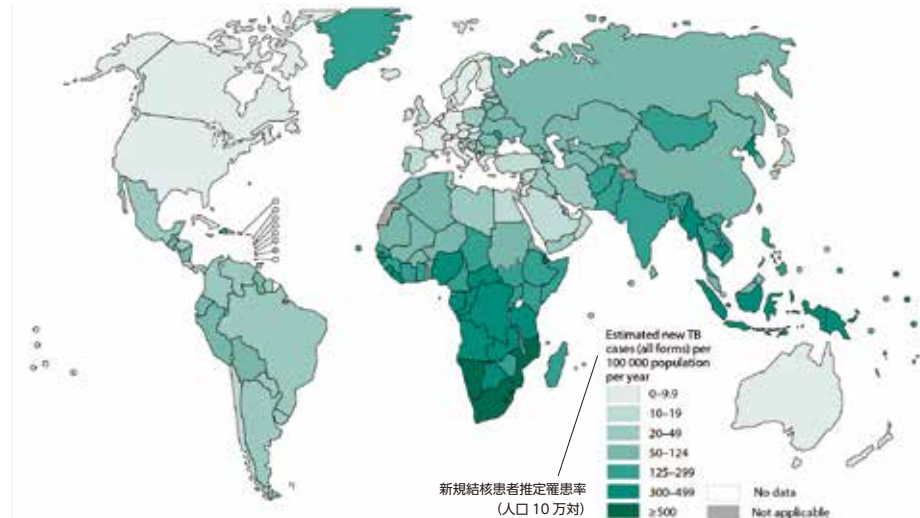 Estimated new TB
cases (all forms) per
100 000 population
per year
0–9.9
10–19
20–49
50–124
125–299
300–499
≥500
No data
Not applicable
新規結核患者推定罹患率
(人口 10 万対)